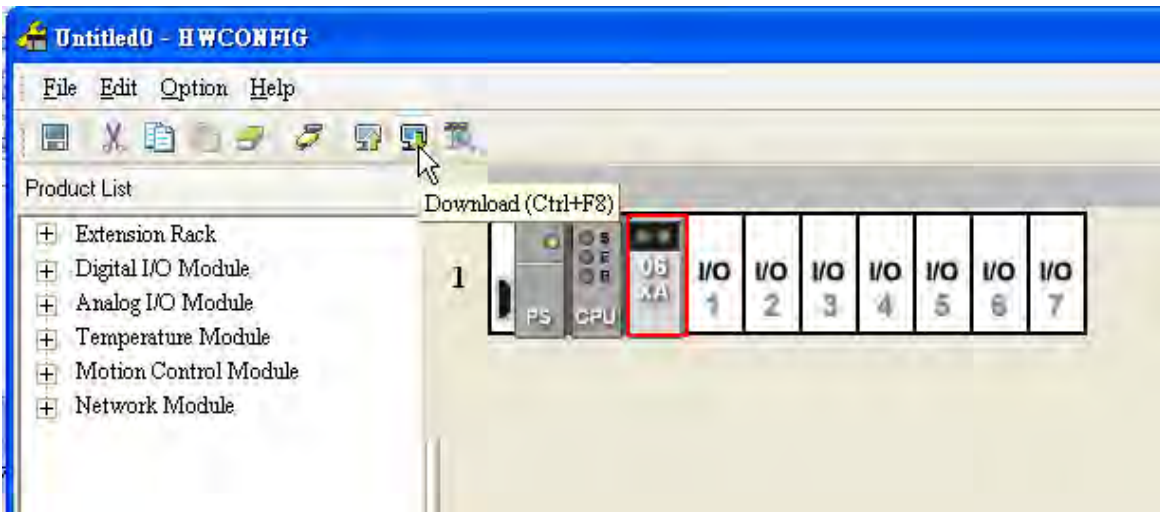 Untitled0 - HWCONFIG
File Edit Option Help
Product List
Download (Ctrl+F8)
Extension Rack
Digital I/O Module
Analog I/O Module
Temperature Module
Motion Control Module
Network Module
1
PS
CPU
06
XA
I/O I/O I/O I/O I/O I/O I/O
1 2 3 4 5 6 7